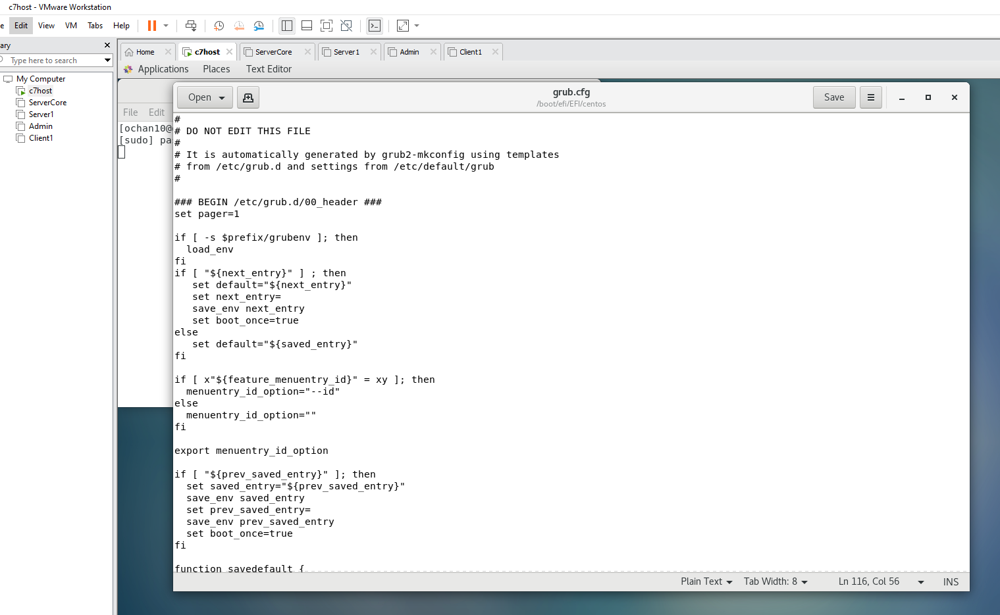 c7host - VMware Workstation
e Edit View VM Tabs Help
ary
Type here to search
My Computer
c7host
ServerCore
Server1
Admin
Client1
Home c7host ServerCore Server1 Admin Client1
Applications Places Text Editor
File Edit
[ochan10@
[sudo] pa
Open
grub.cfg
/boot/efi/EFI/centos
Save
#
# DO NOT EDIT THIS FILE
#
# It is automatically generated by grub2-mkconfig using templates
# from /etc/grub.d and settings from /etc/default/grub
#
### BEGIN /etc/grub.d/00_header ###
set pager=1
if [ -s $prefix/grubenv ]; then
  load_env
fi
if [ "${next_entry}" ] ; then
   set default="${next_entry}"
   set next_entry=
   save_env next_entry
   set boot_once=true
else
   set default="${saved_entry}"
fi
if [ x"${feature_menuentry_id}" = xy ]; then
  menuentry_id_option="--id"
else
  menuentry_id_option=""
fi
export menuentry_id_option
if [ "${prev_saved_entry}" ]; then
  set saved_entry="${prev_saved_entry}"
  save_env saved_entry
  set prev_saved_entry=
  save_env prev_saved_entry
  set boot_once=true
fi
function savedefault {
Plain Text Tab Width: 8 Ln 116, Col 56 INS